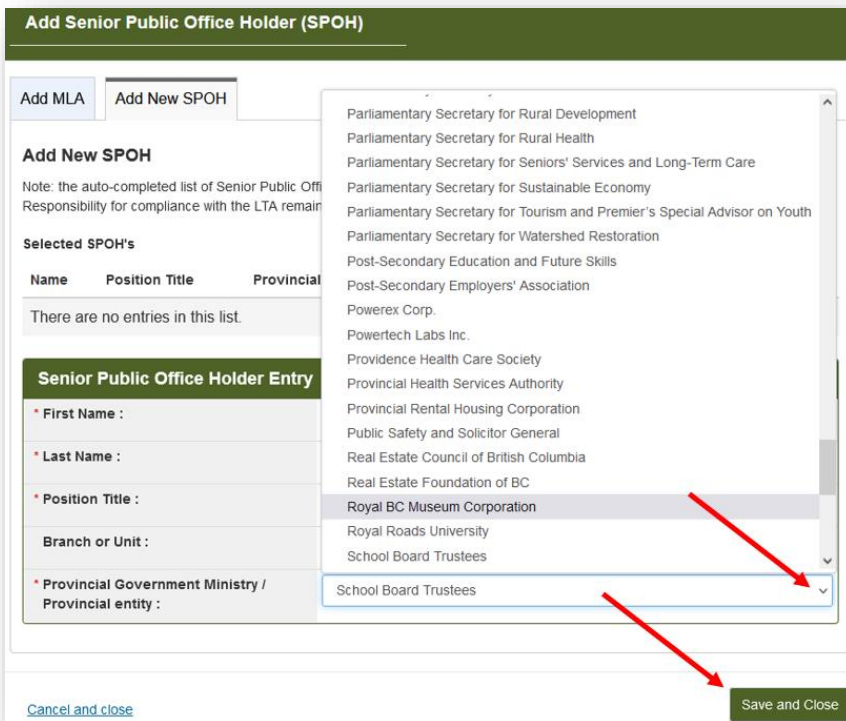 Add Senior Public Office Holder (SPOH)
Add MLA
Add New SPOH
Add New SPOH
Note: the auto-completed list of Senior Public Offi
Responsibility for compliance with the LTA remain
Selected SPOH's
Name Position Title Provincial
There are no entries in this list.
Senior Public Office Holder Entry
* First Name :
* Last Name :
* Position Title :
Branch or Unit :
* Provincial Government Ministry /
Provincial entity :
Parliamentary Secretary for Rural Development
Parliamentary Secretary for Rural Health
Parliamentary Secretary for Seniors' Services and Long-Term Care
Parliamentary Secretary for Sustainable Economy
Parliamentary Secretary for Tourism and Premier's Special Advisor on Youth
Parliamentary Secretary for Watershed Restoration
Post-Secondary Education and Future Skills
Post-Secondary Employers' Association
Powerex Corp.
Powertech Labs Inc.
Providence Health Care Society
Provincial Health Services Authority
Provincial Rental Housing Corporation
Public Safety and Solicitor General
Real Estate Council of British Columbia
Real Estate Foundation of BC
Royal BC Museum Corporation
Royal Roads University
School Board Trustees
School Board Trustees
Cancel and close
Save and Close